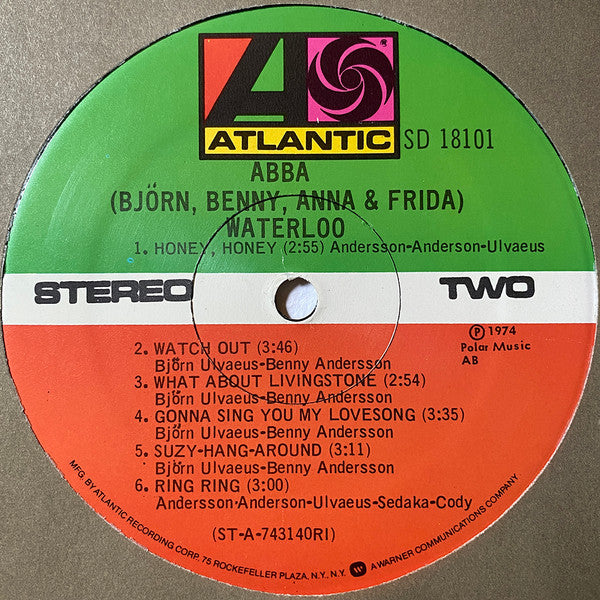 ATLANTIC
SD 18101
ABBA
(BJÖRN, BENNY, ANNA & FRIDA)
WATERLOO
1. HONEY, HONEY (2:55) Andersson-Anderson-Ulvaeus
STEREO
TWO
℗ 1974
Polar Music
AB
2. WATCH OUT (3:46)
Björn Ulvaeus-Benny Andersson
3. WHAT ABOUT LIVINGSTONE (2:54)
Björn Ulvaeus-Benny Andersson
4. GONNA SING YOU MY LOVESONG (3:35)
Björn Ulvaeus-Benny Andersson
5. SUZY-HANG-AROUND (3:11)
Björn Ulvaeus-Benny Andersson
6. RING RING (3:00)
Andersson-Anderson-Ulvaeus-Sedaka-Cody
(ST-A-743140RI)
MFG. BY ATLANTIC RECORDING CORP. 75 ROCKEFELLER PLAZA, N.Y., N.Y. A WARNER COMMUNICATIONS COMPANY.